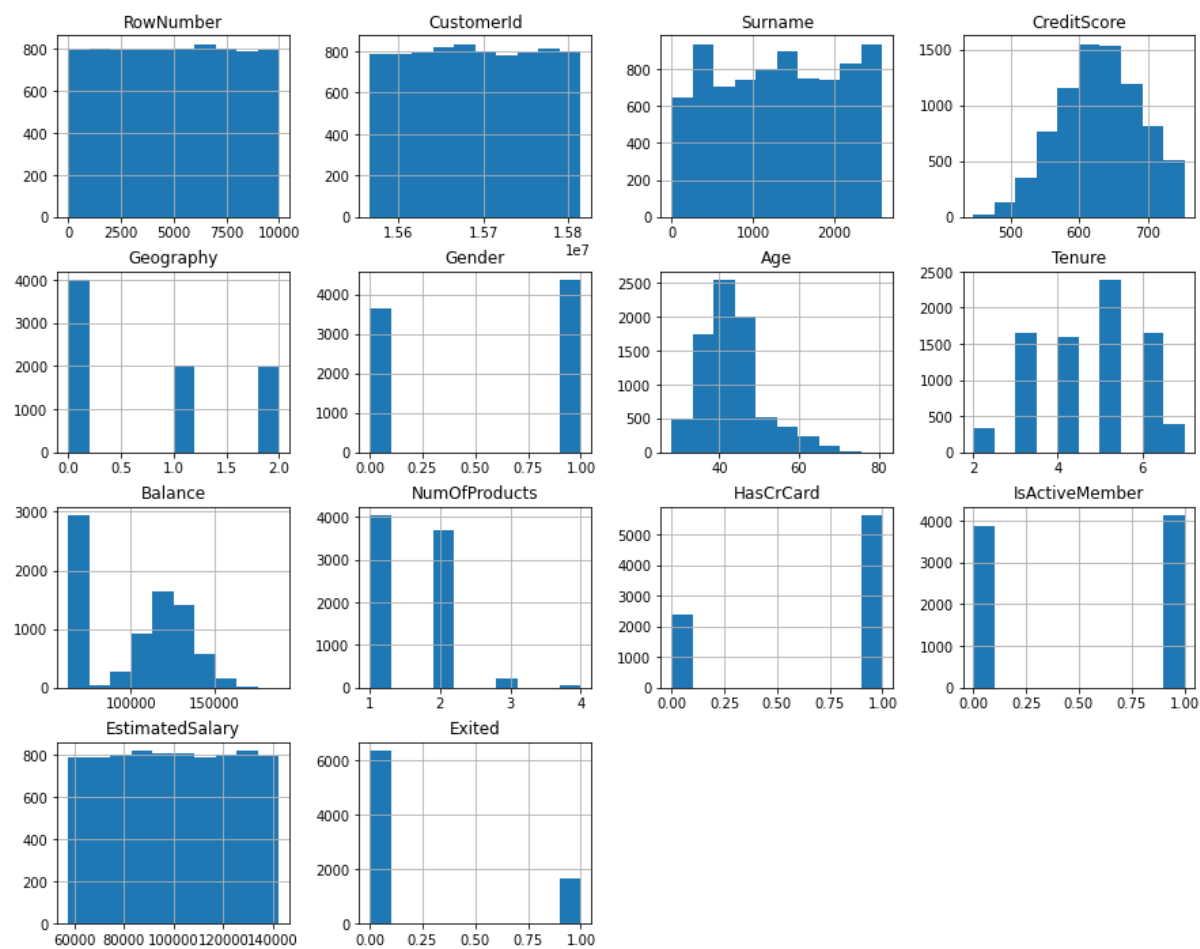 RowNumber
800
600
400
200
0
0 2500 5000 7500 10000
CustomerId
800
600
400
200
0
1.56 1.57 1.58
1e7
Surname
800
600
400
200
0
0 1000 2000
CreditScore
1500
1000
500
0
500 600 700
Geography
4000
3000
2000
1000
0
0.0 0.5 1.0 1.5 2.0
Gender
4000
3000
2000
1000
0
0.00 0.25 0.50 0.75 1.00
Age
2500
2000
1500
1000
500
0
40 60 80
Tenure
2500
2000
1500
1000
500
0
2 4 6
Balance
3000
2000
1000
0
100000 150000
NumOfProducts
4000
3000
2000
1000
0
1 2 3 4
HasCrCard
5000
4000
3000
2000
1000
0
0.00 0.25 0.50 0.75 1.00
IsActiveMember
4000
3000
2000
1000
0
0.00 0.25 0.50 0.75 1.00
EstimatedSalary
800
600
400
200
0
60000 80000 100000 120000 140000
Exited
6000
4000
2000
0
0.00 0.25 0.50 0.75 1.00